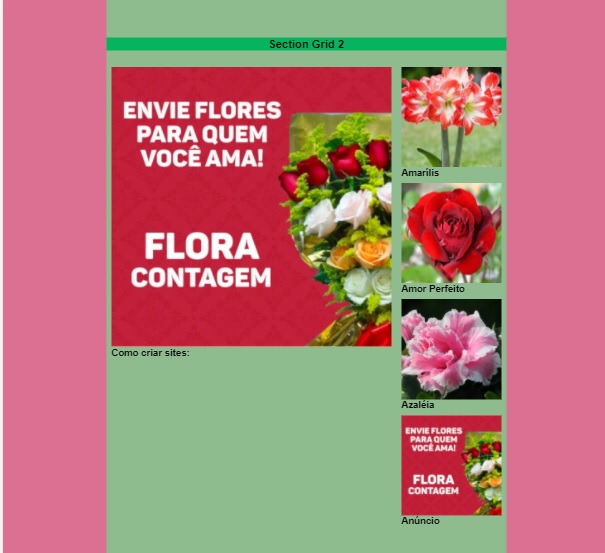 Section Grid 2
ENVIE FLORES
PARA QUEM
VOCÊ AMA!
FLORA
CONTAGEM
Como criar sites:
Amarilis
Amor Perfeito
Azaléia
ENVIE FLORES
PARA QUEM
VOCÊ AMA!
FLORA
CONTAGEM
Anúncio